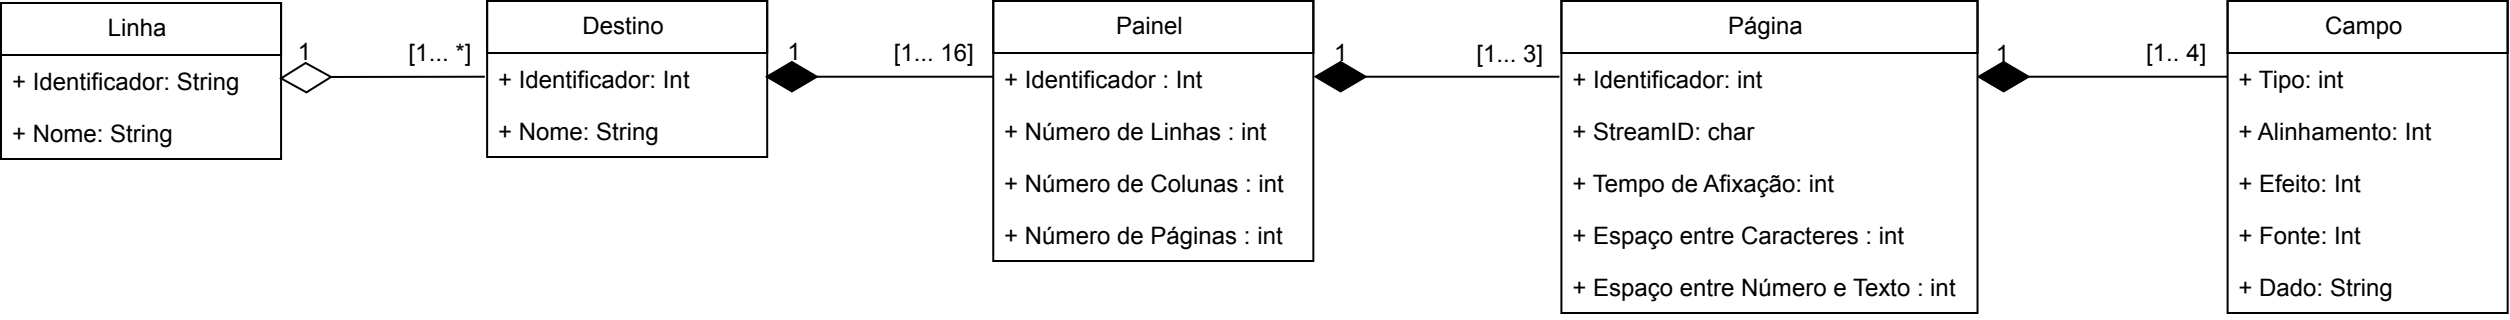 Linha
+ Identificador: String
+ Nome: String
1
[1... *]
Destino
+ Identificador: Int
+ Nome: String
1
[1... 16]
Painel
+ Identificador : Int
+ Número de Linhas : int
+ Número de Colunas : int
+ Número de Páginas : int
1
[1... 3]
Página
+ Identificador: int
+ StreamID: char
+ Tempo de Afixação: int
+ Espaço entre Caracteres : int
+ Espaço entre Número e Texto : int
1
[1.. 4]
Campo
+ Tipo: int
+ Alinhamento: Int
+ Efeito: Int
+ Fonte: Int
+ Dado: String